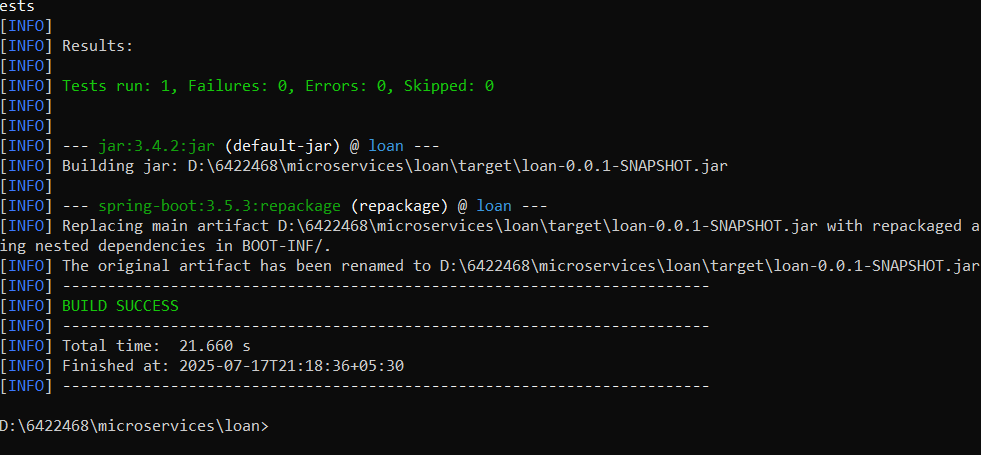 ests
[INFO]
[INFO] Results:
[INFO]
[INFO] Tests run: 1, Failures: 0, Errors: 0, Skipped: 0
[INFO]
[INFO]
[INFO] --- jar:3.4.2:jar (default-jar) @ loan ---
[INFO] Building jar: D:\6422468\microservices\loan\target\loan-0.0.1-SNAPSHOT.jar
[INFO]
[INFO] --- spring-boot:3.5.3:repackage (repackage) @ loan ---
[INFO] Replacing main artifact D:\6422468\microservices\loan\target\loan-0.0.1-SNAPSHOT.jar with repackaged a
ing nested dependencies in BOOT-INF/.
[INFO] The original artifact has been renamed to D:\6422468\microservices\loan\target\loan-0.0.1-SNAPSHOT.jar
[INFO] ------------------------------------------------------------------------
[INFO] BUILD SUCCESS
[INFO] ------------------------------------------------------------------------
[INFO] Total time:  21.660 s
[INFO] Finished at: 2025-07-17T21:18:36+05:30
[INFO] ------------------------------------------------------------------------
D:\6422468\microservices\loan>